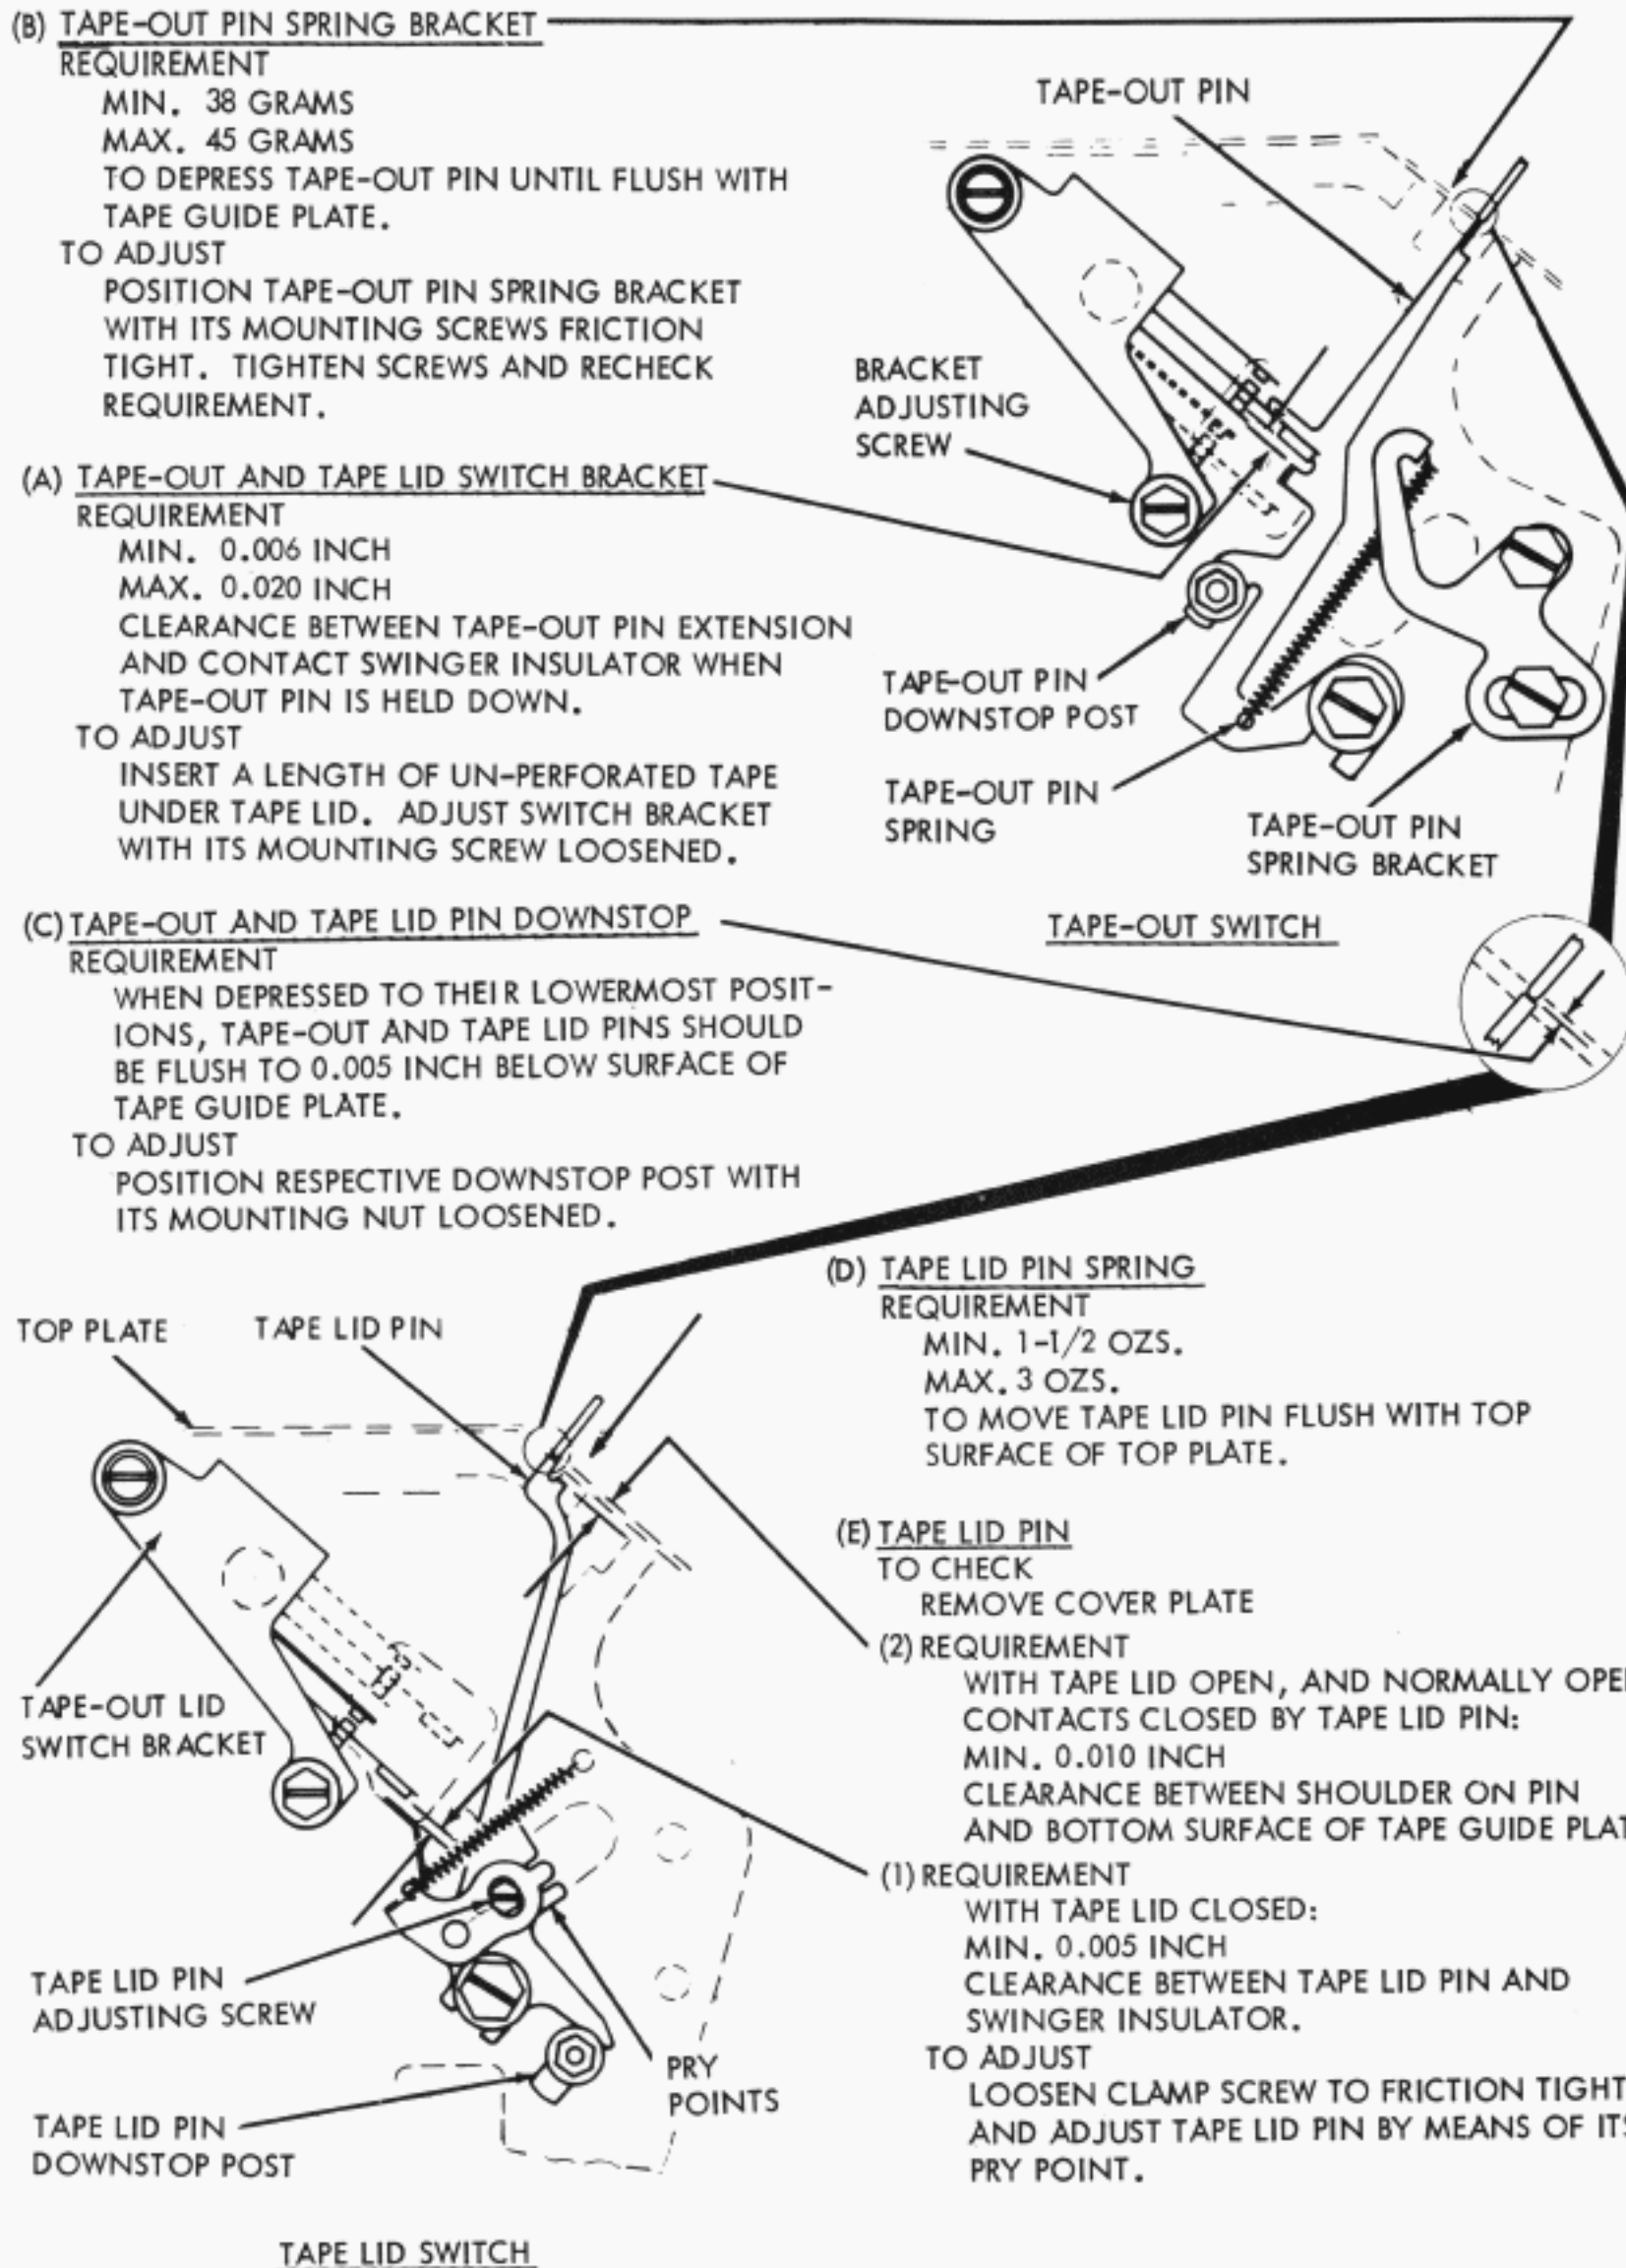 (B) TAPE-OUT PIN SPRING BRACKET
REQUIREMENT
MIN. 38 GRAMS
MAX. 45 GRAMS
TO DEPRESS TAPE-OUT PIN UNTIL FLUSH WITH
TAPE GUIDE PLATE.
TO ADJUST
POSITION TAPE-OUT PIN SPRING BRACKET
WITH ITS MOUNTING SCREWS FRICTION
TIGHT. TIGHTEN SCREWS AND RECHECK
REQUIREMENT.
TAPE-OUT PIN
BRACKET
ADJUSTING
SCREW
(A) TAPE-OUT AND TAPE LID SWITCH BRACKET
REQUIREMENT
MIN. 0.006 INCH
MAX. 0.020 INCH
CLEARANCE BETWEEN TAPE-OUT PIN EXTENSION
AND CONTACT SWINGER INSULATOR WHEN
TAPE-OUT PIN IS HELD DOWN.
TO ADJUST
INSERT A LENGTH OF UN-PERFORATED TAPE
UNDER TAPE LID. ADJUST SWITCH BRACKET
WITH ITS MOUNTING SCREW LOOSENED.
TAPE-OUT PIN
DOWNSTOP POST
TAPE-OUT PIN
SPRING
TAPE-OUT PIN
SPRING BRACKET
TAPE-OUT SWITCH
(C) TAPE-OUT AND TAPE LID PIN DOWNSTOP
REQUIREMENT
WHEN DEPRESSED TO THEIR LOWERMOST POSIT-
IONS, TAPE-OUT AND TAPE LID PINS SHOULD
BE FLUSH TO 0.005 INCH BELOW SURFACE OF
TAPE GUIDE PLATE.
TO ADJUST
POSITION RESPECTIVE DOWNSTOP POST WITH
ITS MOUNTING NUT LOOSENED.
TOP PLATE
TAPE LID PIN
TAPE-OUT LID
SWITCH BRACKET
TAPE LID PIN
ADJUSTING SCREW
TAPE LID PIN
DOWNSTOP POST
PRY
POINTS
TAPE LID SWITCH
(D) TAPE LID PIN SPRING
REQUIREMENT
MIN. 1-1/2 OZS.
MAX. 3 OZS.
TO MOVE TAPE LID PIN FLUSH WITH TOP
SURFACE OF TOP PLATE.
(E) TAPE LID PIN
TO CHECK
REMOVE COVER PLATE
(2) REQUIREMENT
WITH TAPE LID OPEN, AND NORMALLY
CONTACTS CLOSED BY TAPE LID PIN:
MIN. 0.010 INCH
CLEARANCE BETWEEN SHOULDER ON PIN
AND BOTTOM SURFACE OF TAPE GUIDE
(1) REQUIREMENT
WITH TAPE LID CLOSED:
MIN. 0.005 INCH
CLEARANCE BETWEEN TAPE LID PIN AND
SWINGER INSULATOR.
TO ADJUST
LOOSEN CLAMP SCREW TO FRICTION TIGHT
AND ADJUST TAPE LID PIN BY MEANS OF
PRY POINT.